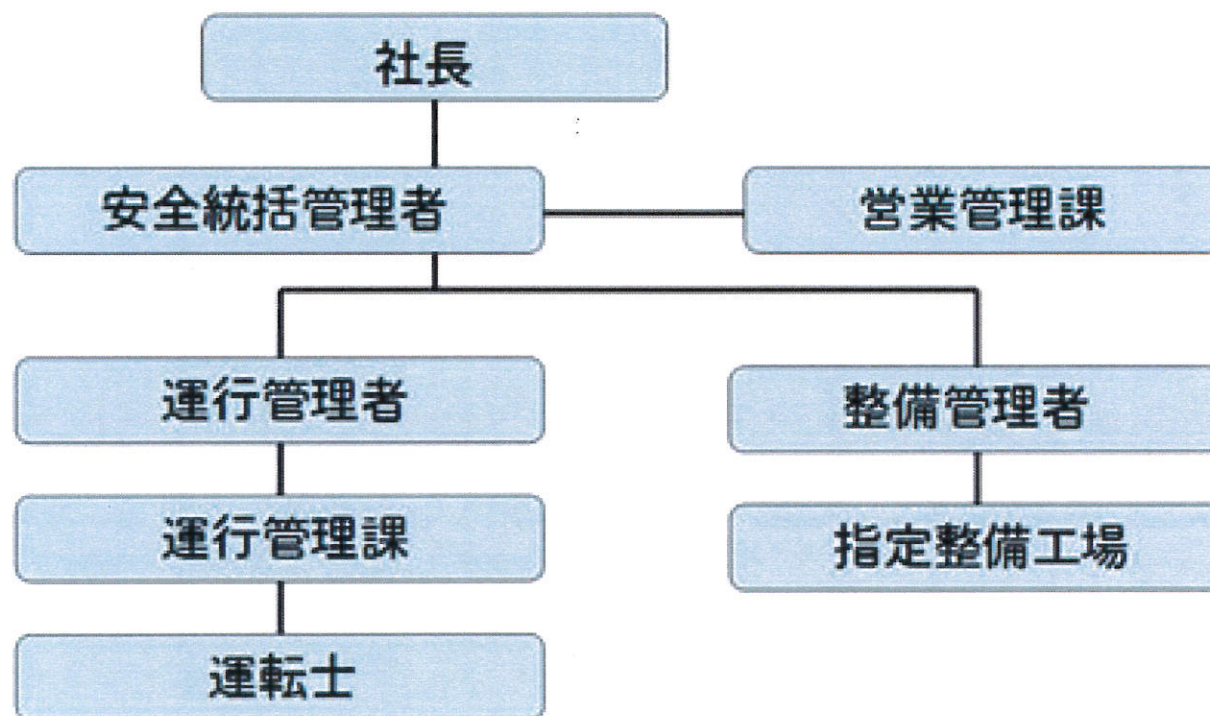 社長
安全統括管理者
営業管理課
運行管理者
整備管理者
運行管理課
指定整備工場
運転士